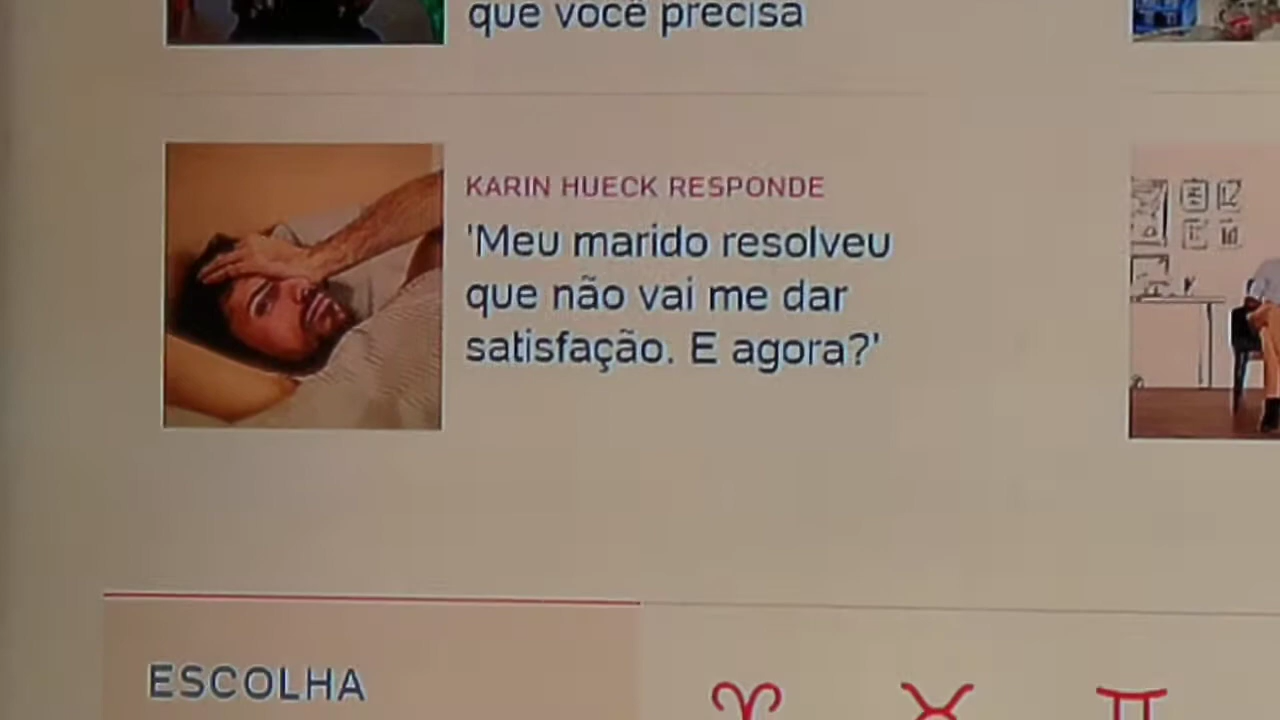 que você precisa
KARIN HUECK RESPONDE
'Meu marido resolveu
que não vai me dar
satisfação. E agora?'
ESCOLHA